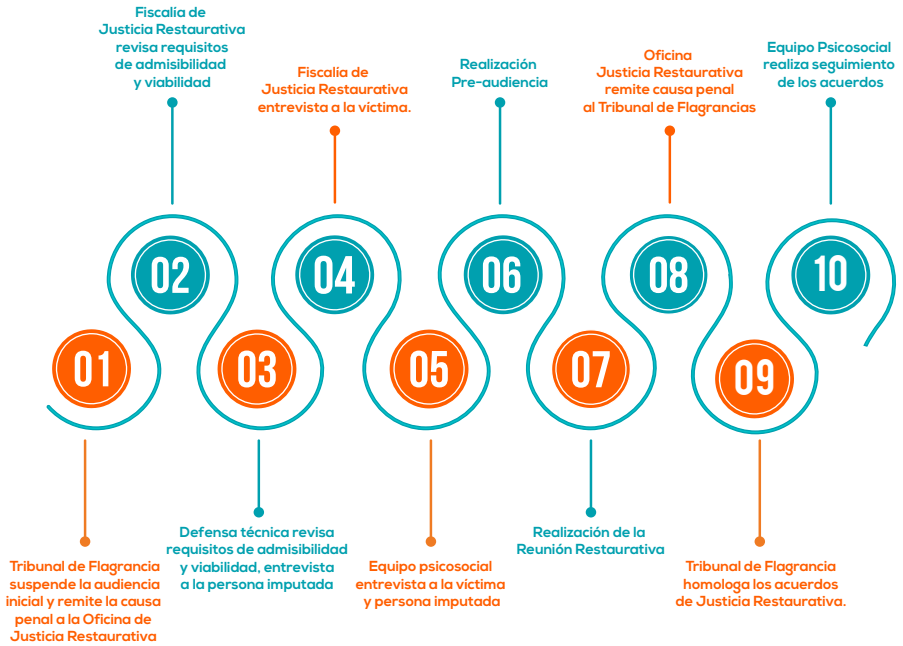 01
Tribunal de Flagrancia
suspende la audiencia
inicial y remite la causa
penal a la Oficina de
Justicia Restaurativa
02
Fiscalía de
Justicia Restaurativa
revisa requisitos
de admisibilidad
y viabilidad
03
Defensa técnica revisa
requisitos de admisibilidad
y viabilidad, entrevista
a la persona imputada
04
Fiscalía de
Justicia Restaurativa
entrevista a la víctima.
05
Equipo psicosocial
entrevista a la víctima
y persona imputada
06
Realización
Pre-audiencia
07
Realización de la
Reunión Restaurativa
08
Oficina
Justicia Restaurativa
remite causa penal
al Tribunal de Flagrancias
09
Tribunal de Flagrancia
homologa los acuerdos
de Justicia Restaurativa.
10
Equipo Psicosocial
realiza seguimiento
de los acuerdos